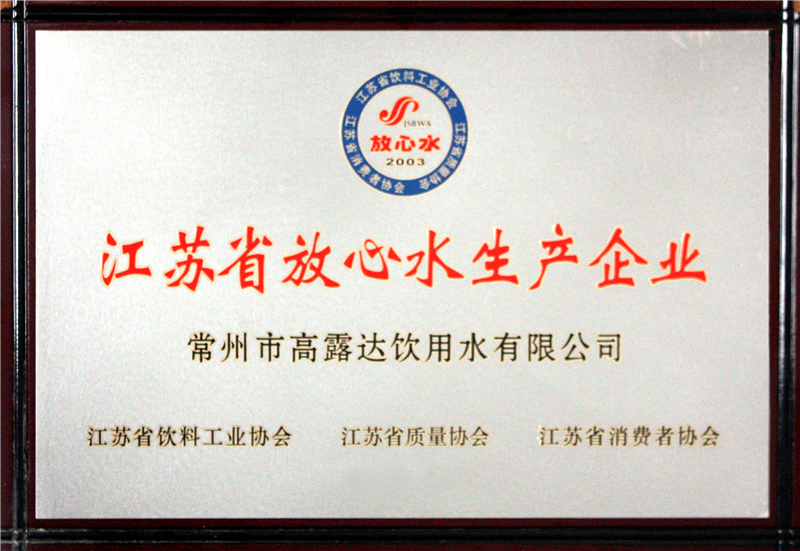 江苏省饮料工业协会
江苏省质量协会
江苏省消费者协会
JSBWA
放心水
2003
江苏省放心水生产企业
常州市高露达饮用水有限公司
江苏省饮料工业协会 江苏省质量协会 江苏省消费者协会